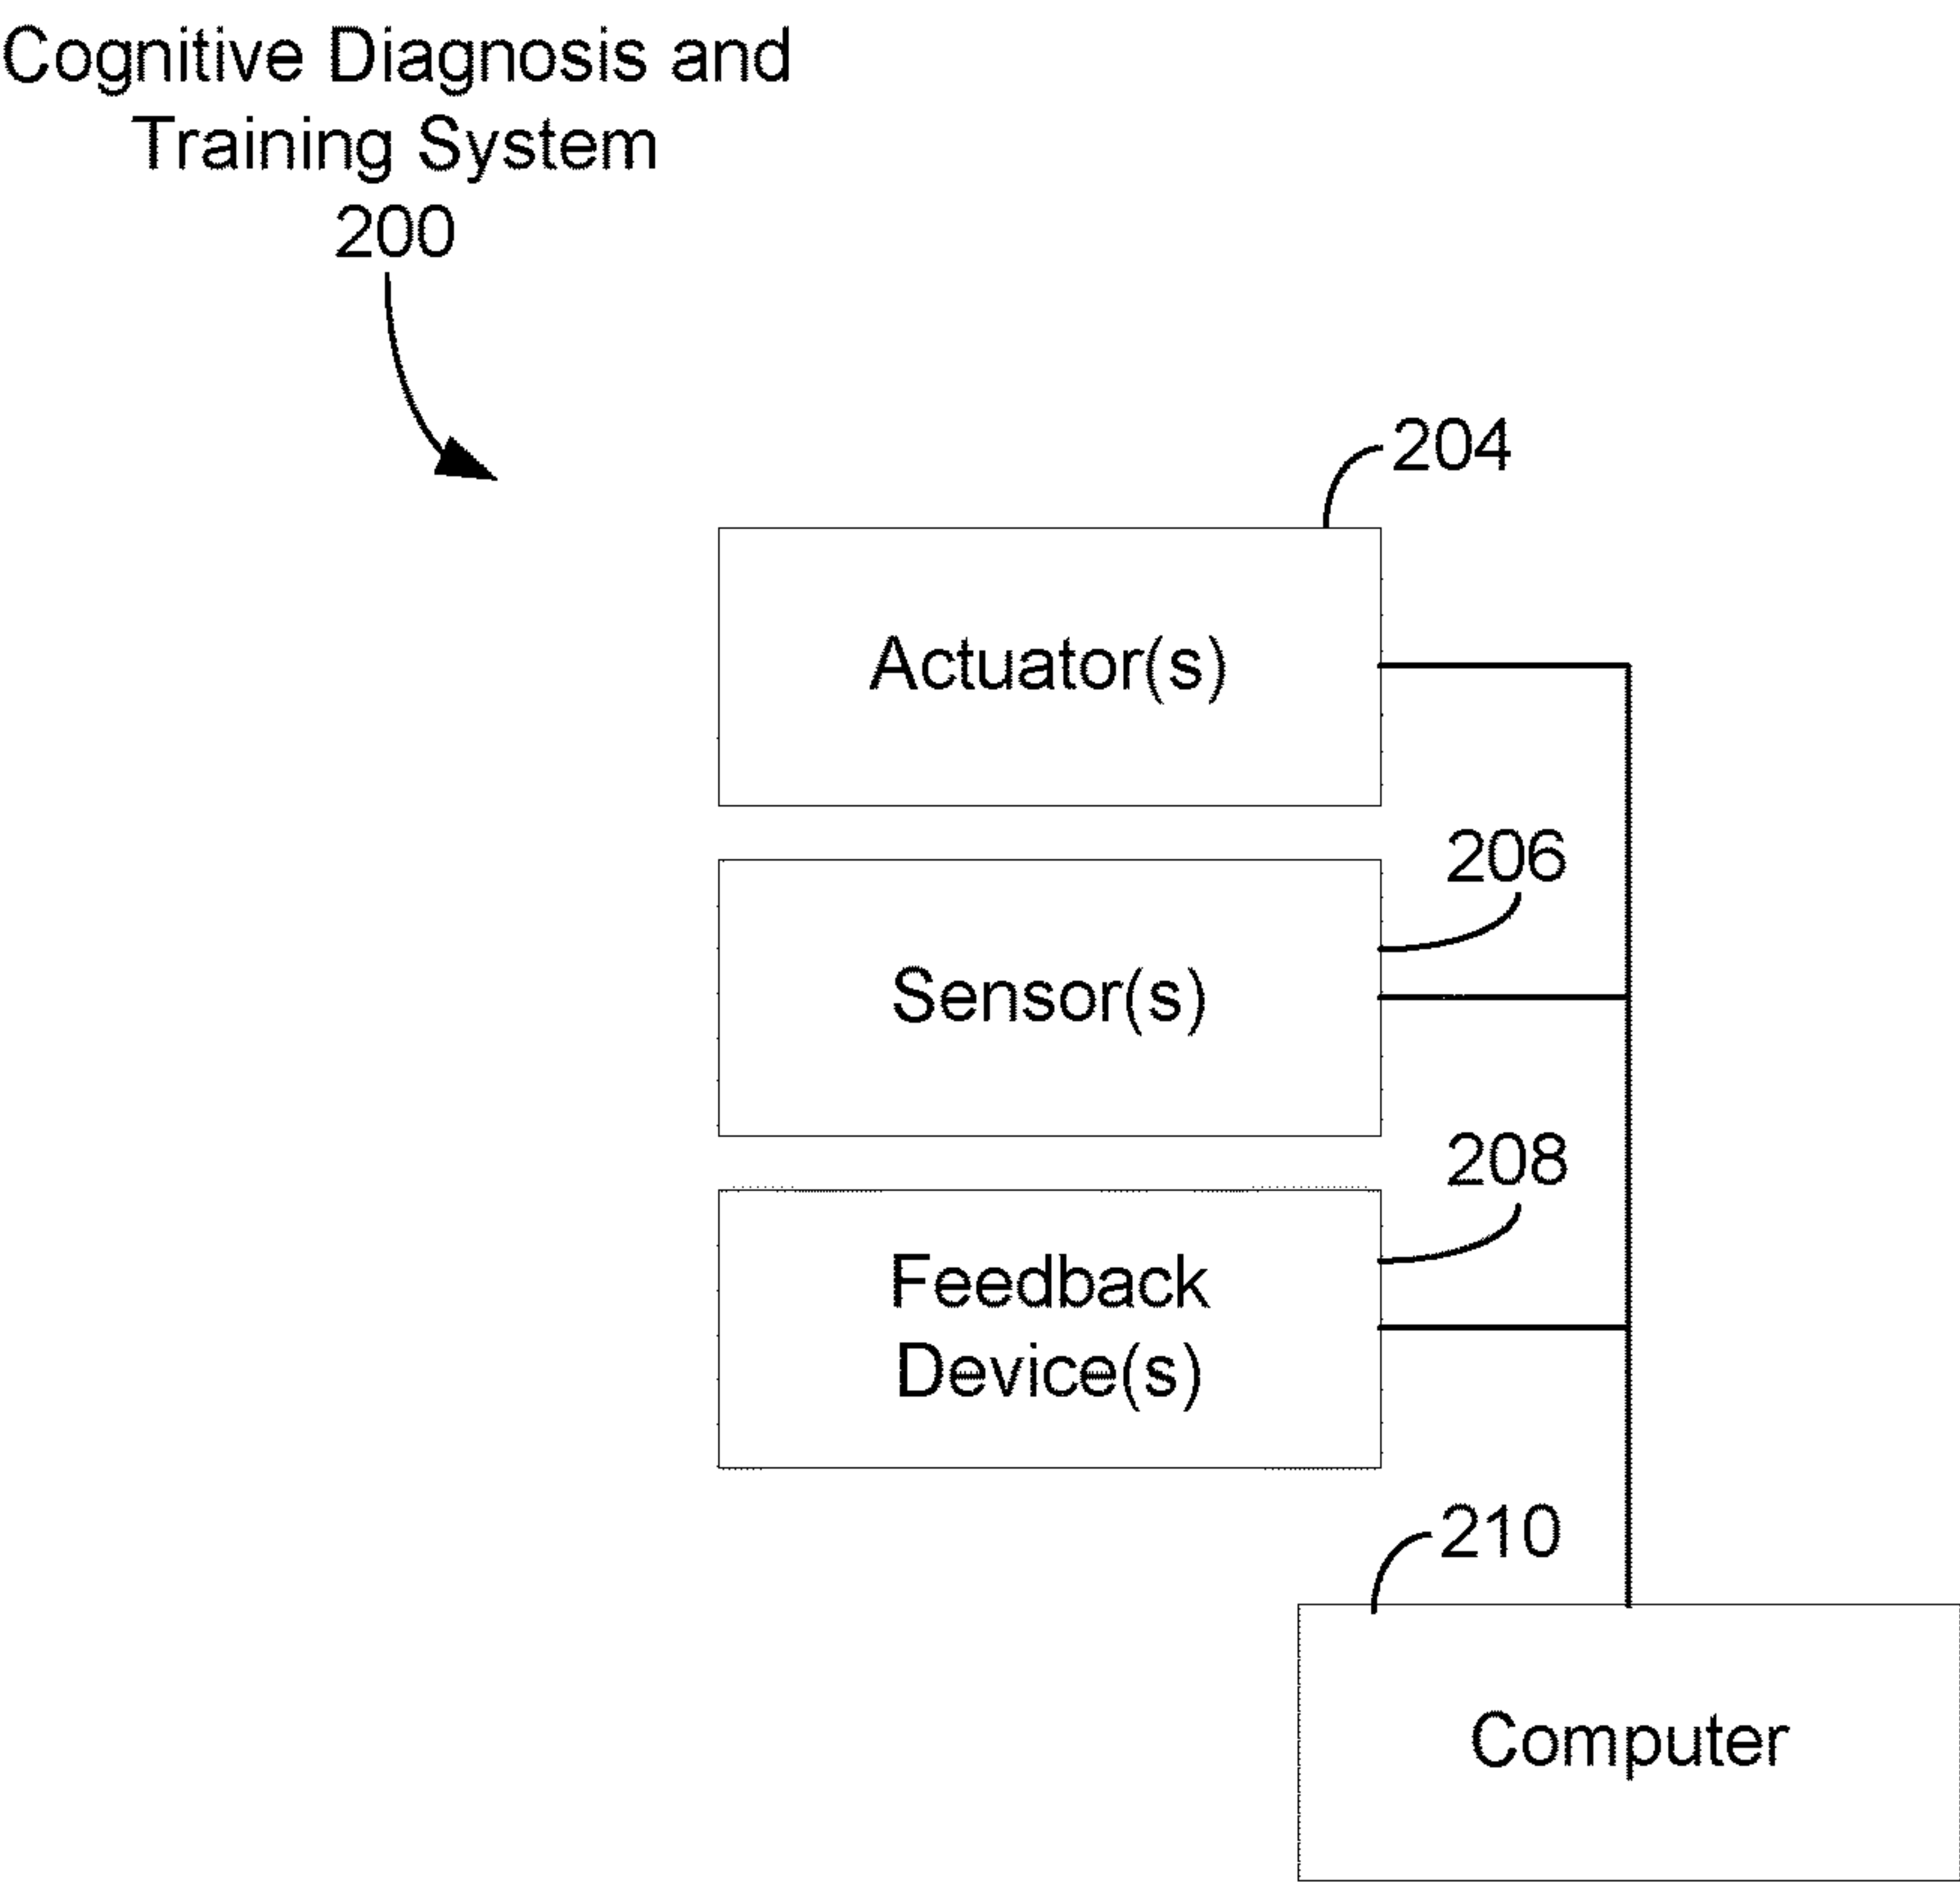 Cognitive Diagnosis and
Training System
200
204
Actuator(s)
206
Sensor(s)
208
Feedback
Device(s)
210
Computer